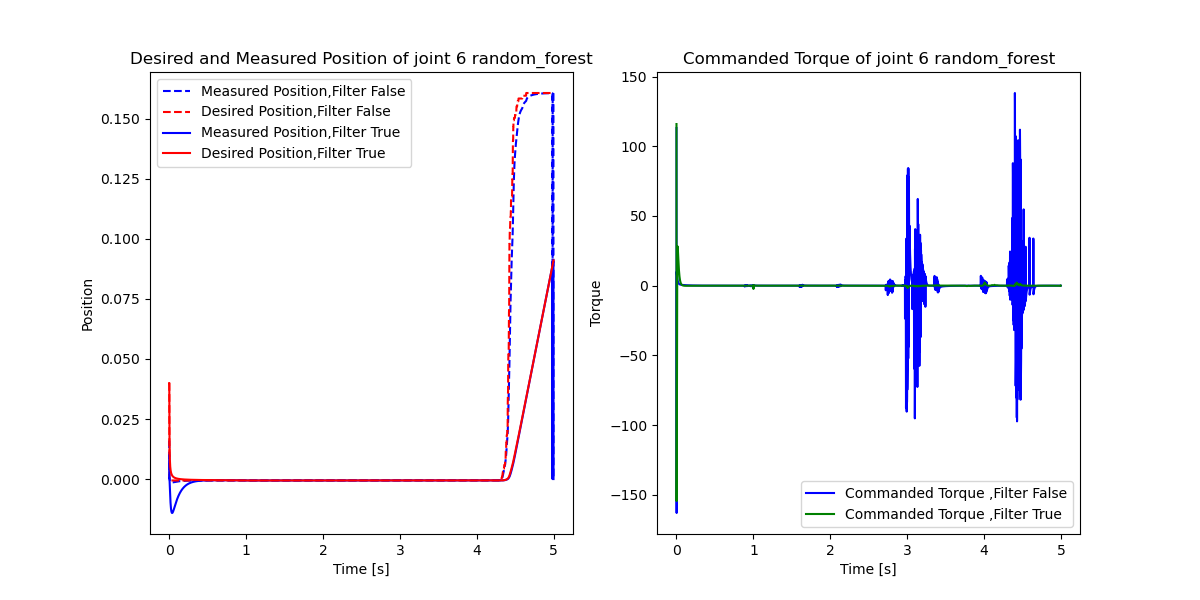 Desired and Measured Position of joint 6 random_forest
Measured Position,Filter False
Desired Position,Filter False
Measured Position,Filter True
Desired Position,Filter True
0.150
0.125
0.100
0.075
0.050
0.025
0.000
Position
0 1 2 3 4 5
Time [s]
Commanded Torque of joint 6 random_forest
150
100
50
0
−50
−100
−150
Torque
Commanded Torque ,Filter False
Commanded Torque ,Filter True
0 1 2 3 4 5
Time [s]